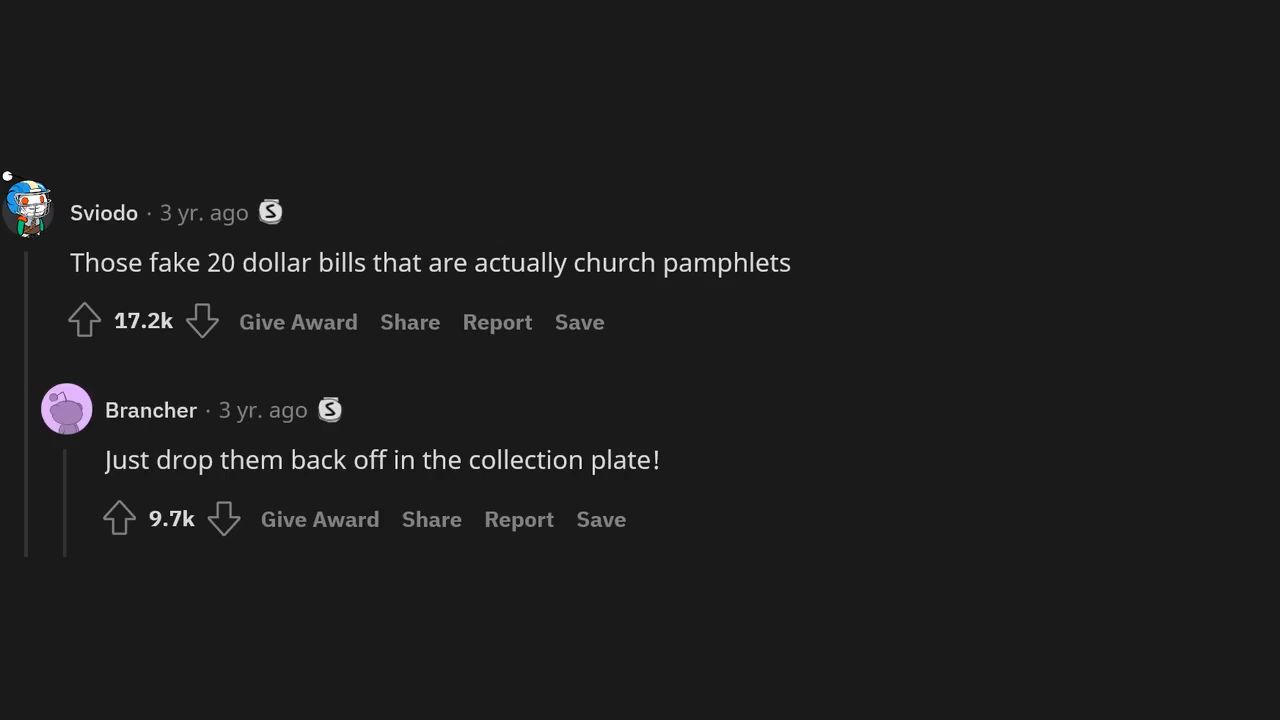 Sviodo · 3 yr. ago
Those fake 20 dollar bills that are actually church pamphlets
17.2k Give Award Share Report Save
Brancher · 3 yr. ago
Just drop them back off in the collection plate!
9.7k Give Award Share Report Save